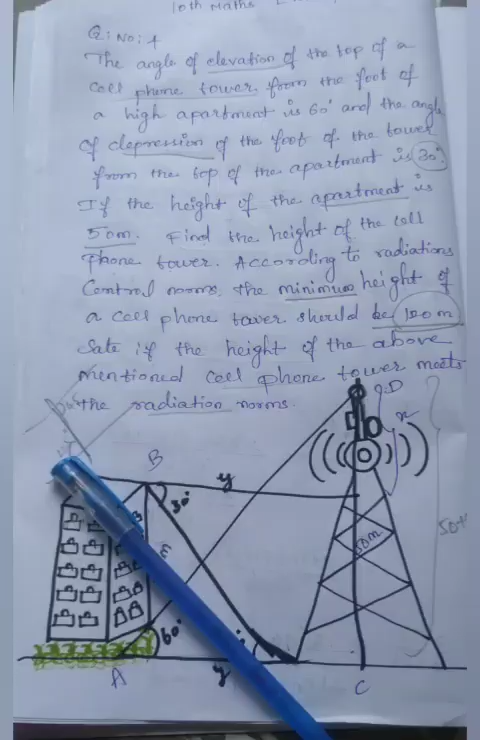 10th Maths
Q: No: 1
The angle of elevation of the top of a
cell phone tower from the foot of
a high apartment is 60° and the angle
of depression of the foot of the tower
from the top of the apartment is 30°.
If the height of the apartment is
50m. Find the height of the cell
phone tower. According to radiations
Control norms, the minimum height of
a cell phone tower should be 120m
Sate if the height of the above
mentioned cell phone tower meets
the radiation norms.
D
x
B
y
30°
50m
60°
y
A
C